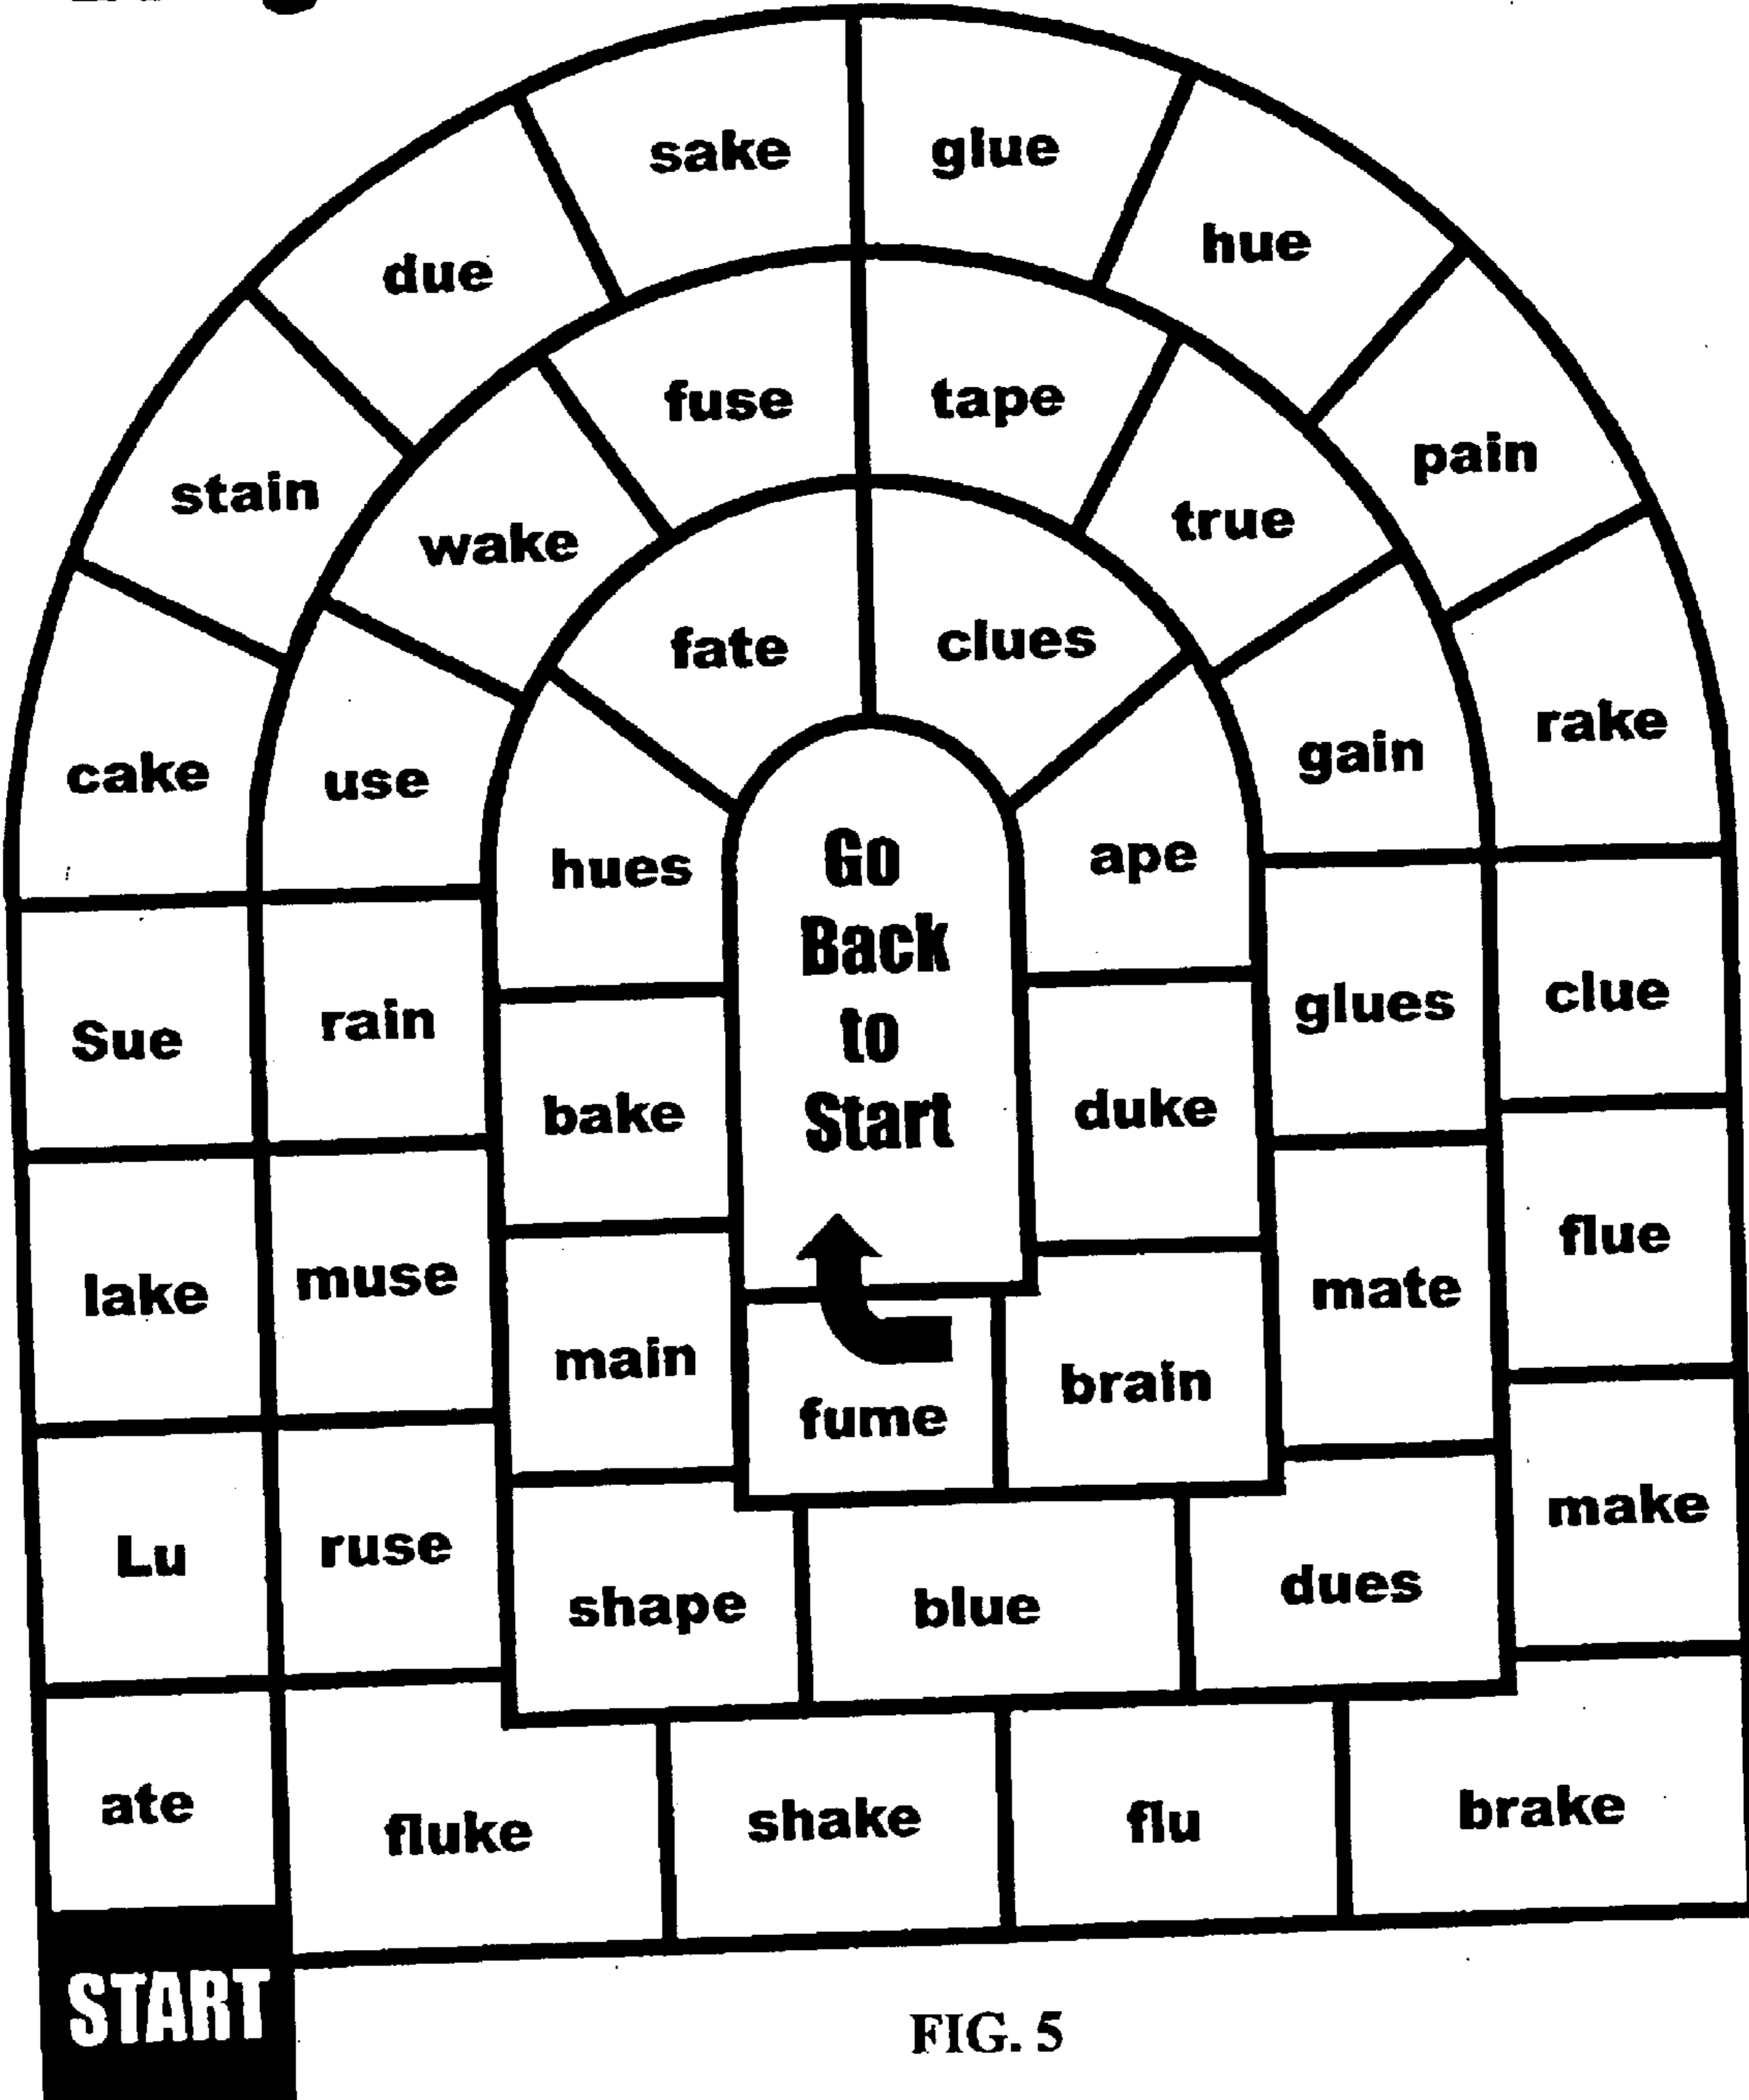 sake
glue
due
hue
fuse
tape
stain
pain
wake
true
fate
clues
cake
use
gain
rake
hues
Go
Back
to
Start
ape
Sue
rain
glues
clue
bake
duke
lake
muse
mate
flue
main
fume
brain
Lu
ruse
make
shape
blue
dues
ate
fluke
shake
flu
brake
START
FIG. 5